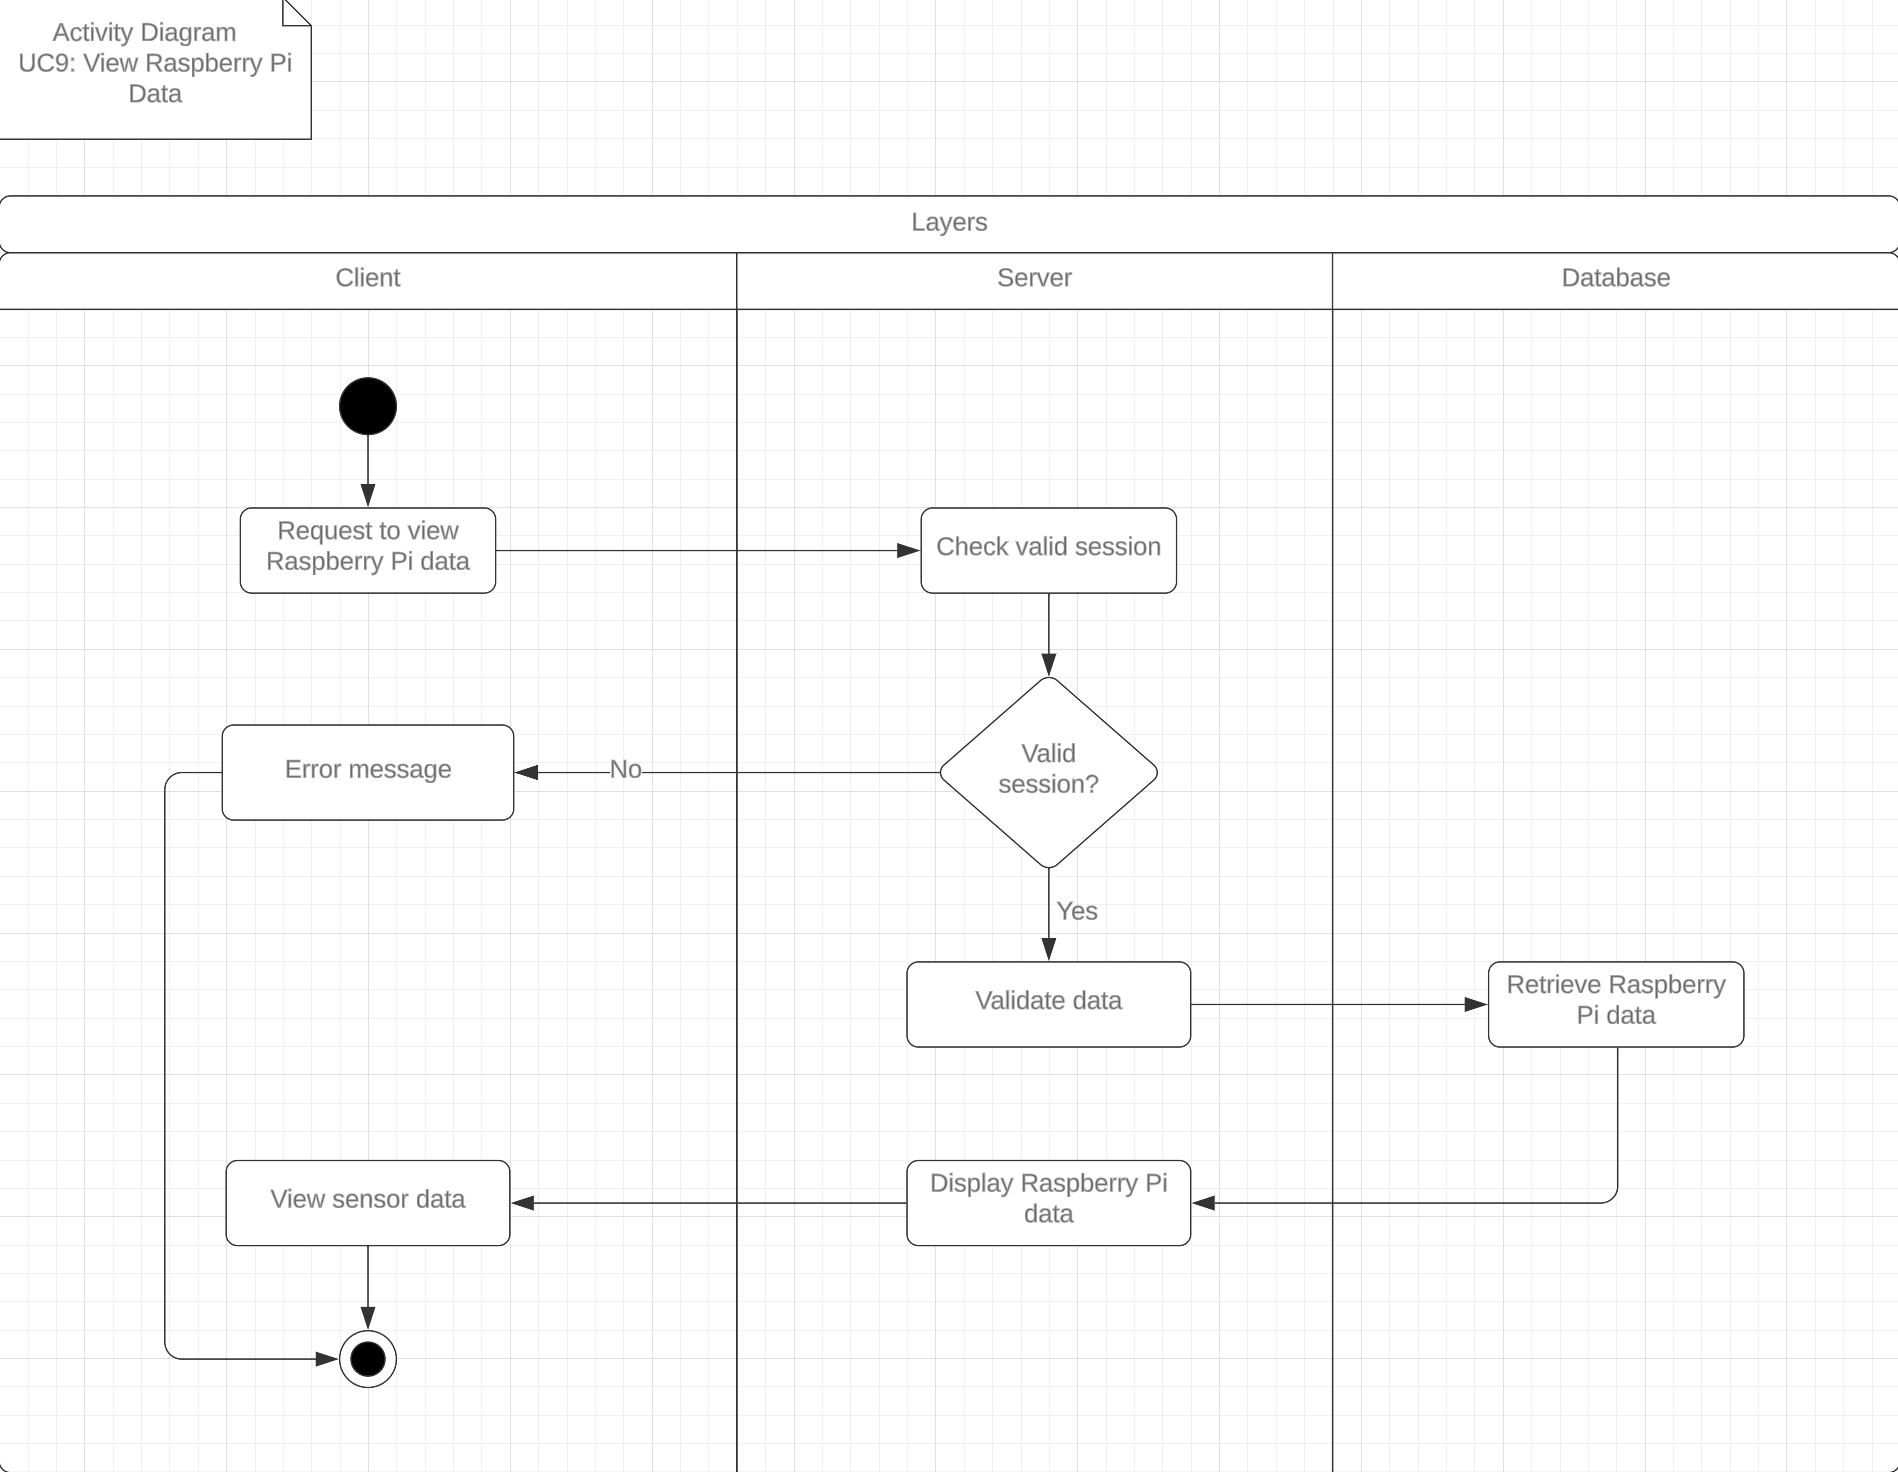 Activity Diagram
UC9: View Raspberry Pi
Data
Layers
Client
Server
Database
Request to view
Raspberry Pi data
Check valid session
Valid
session?
No
Error message
Yes
Validate data
Retrieve Raspberry
Pi data
Display Raspberry Pi
data
View sensor data